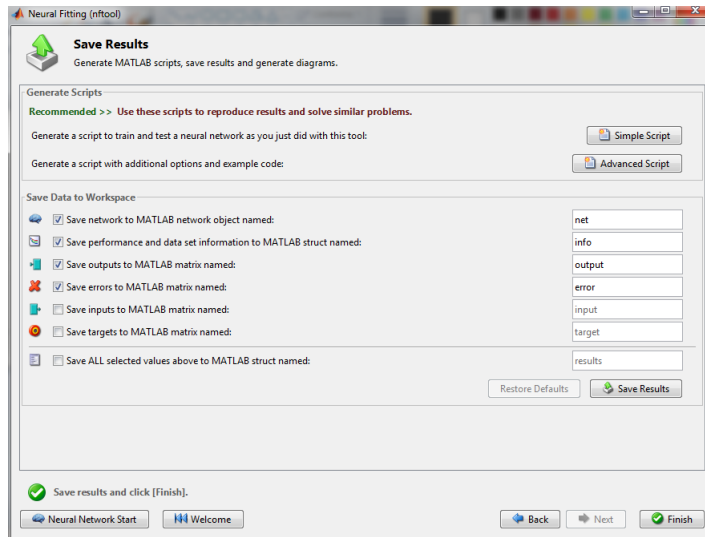 Neural Fitting (nftool)
Save Results
Generate MATLAB scripts, save results and generate diagrams.
Generate Scripts
Recommended >> Use these scripts to reproduce results and solve similar problems.
Generate a script to train and test a neural network as you just did with this tool: Simple Script
Generate a script with additional options and example code: Advanced Script
Save Data to Workspace
Save network to MATLAB network object named: net
Save performance and data set information to MATLAB struct named: info
Save outputs to MATLAB matrix named: output
Save errors to MATLAB matrix named: error
Save inputs to MATLAB matrix named: input
Save targets to MATLAB matrix named: target
Save ALL selected values above to MATLAB struct named: results
Restore Defaults Save Results
Save results and click [Finish].
Neural Network Start Welcome Back Next Finish